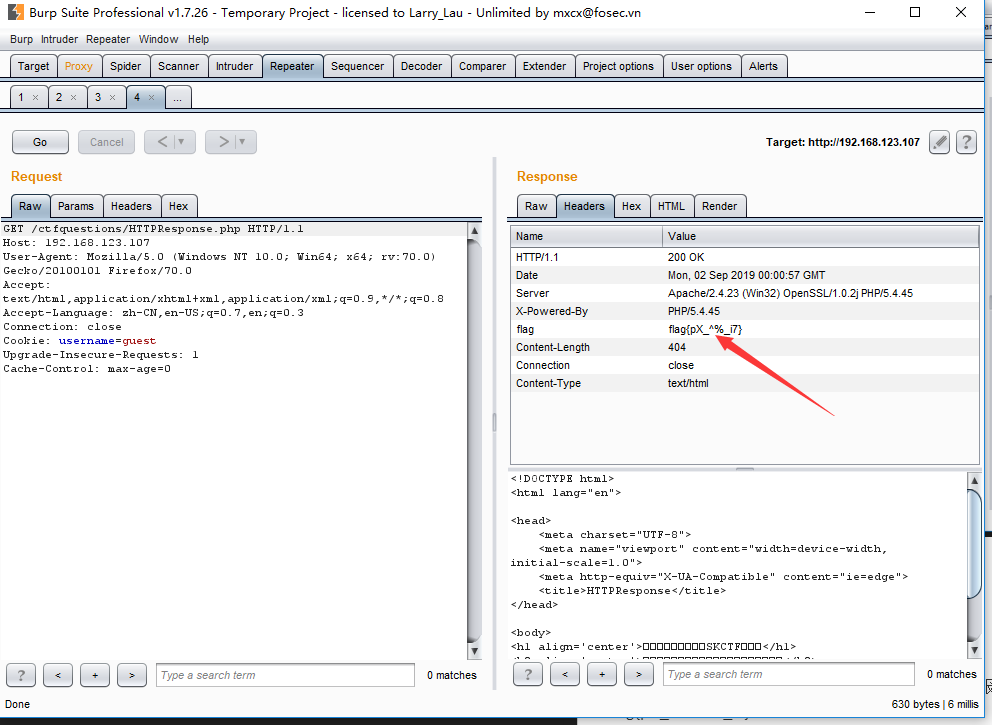 Burp Suite Professional v1.7.26 - Temporary Project - licensed to Larry_Lau - Unlimited by mxcx@fosec.vn
Burp Intruder Repeater Window Help
Target Proxy Spider Scanner Intruder Repeater Sequencer Decoder Comparer Extender Project options User options Alerts
1 × 2 × 3 × 4 × ...
Go Cancel < ▼ > ▼ Target: http://192.168.123.107 ?
Request
Raw Params Headers Hex
GET /ctfquestions/HTTPResponse.php HTTP/1.1
Host: 192.168.123.107
User-Agent: Mozilla/5.0 (Windows NT 10.0; Win64; x64; rv:70.0)
Gecko/20100101 Firefox/70.0
Accept:
text/html,application/xhtml+xml,application/xml;q=0.9,*/*;q=0.8
Accept-Language: zh-CN,en-US;q=0.7,en;q=0.3
Connection: close
Cookie: username=guest
Upgrade-Insecure-Requests: 1
Cache-Control: max-age=0
? < + > Type a search term 0 matches
Response
Raw Headers Hex HTML Render
Name Value
HTTP/1.1 200 OK
Date Mon, 02 Sep 2019 00:00:57 GMT
Server Apache/2.4.23 (Win32) OpenSSL/1.0.2j PHP/5.4.45
X-Powered-By PHP/5.4.45
flag flag{pX_^%_i7}
Content-Length 404
Connection close
Content-Type text/html
<!DOCTYPE html>
<html lang="en">
<head>
<meta charset="UTF-8">
<meta name="viewport" content="width=device-width,
initial-scale=1.0">
<meta http-equiv="X-UA-Compatible" content="ie=edge">
<title>HTTPResponse</title>
</head>
<body>
<h1 align='center'>□□□□□□□□□SKCTF□□□</h1>
? < + > Type a search term 0 matches
Done 630 bytes | 6 millis